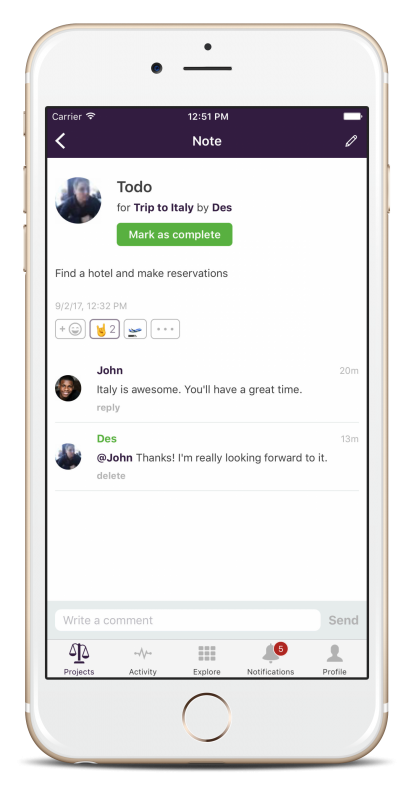 Carrier 12:51 PM
Note
Todo
for Trip to Italy by Des
Mark as complete
Find a hotel and make reservations
9/2/17, 12:32 PM
+ 2
John 20m
Italy is awesome. You'll have a great time.
reply
Des 13m
@John Thanks! I'm really looking forward to it.
delete
Write a comment Send
5
Projects Activity Explore Notifications Profile